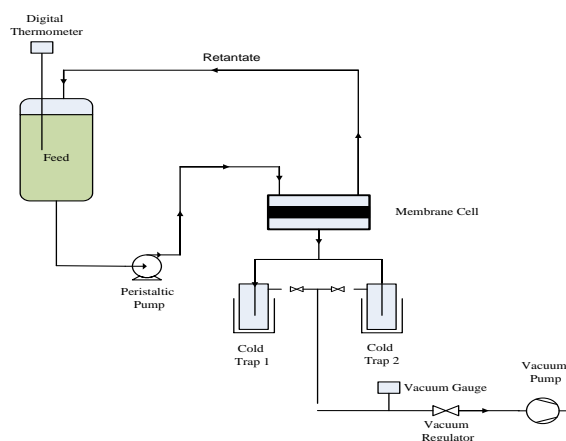 Digital
Thermometer
Retantate
Feed
Membrane Cell
Peristaltic
Pump
Cold
Trap 1
Cold
Trap 2
Vacuum
Pump
Vacuum Gauge
Vacuum
Regulator